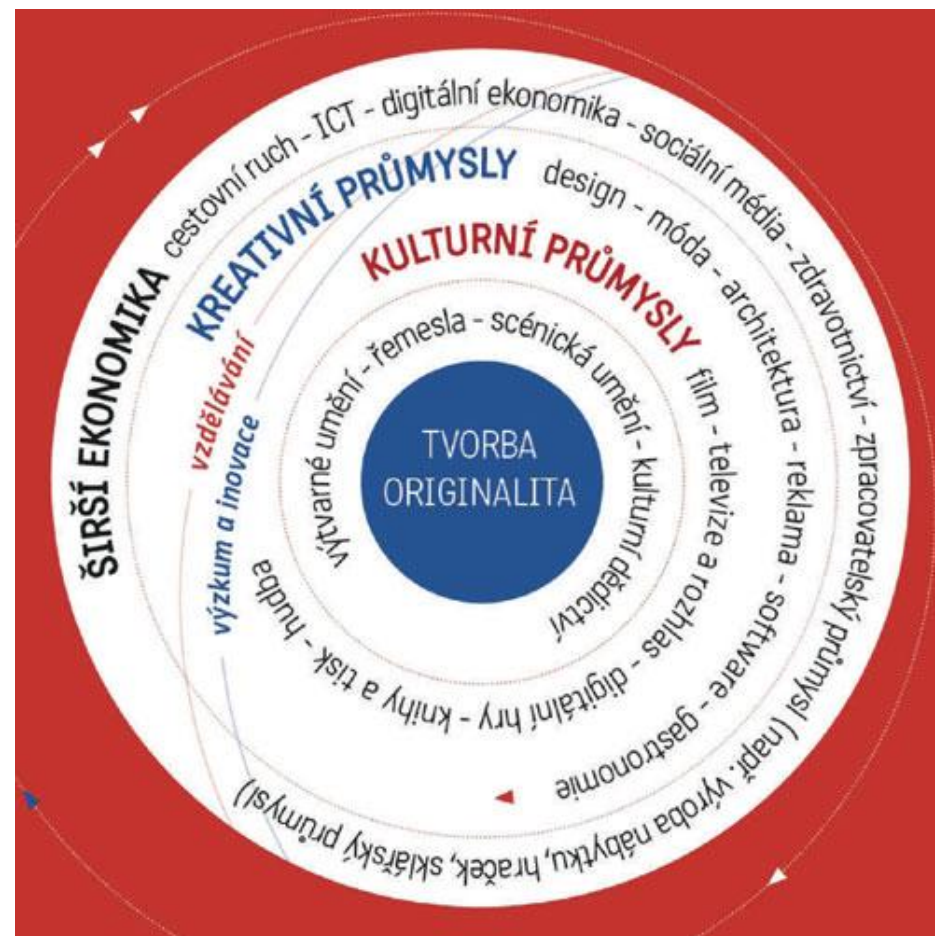 ŠIRŠÍ EKONOMIKA cestovní ruch - ICT - digitální ekonomika - sociální média - zdravotnictví - zpracovatelský průmysl (např. výroba nábytku, hraček, sklářský průmysl)
KREATIVNÍ PRŮMYSLY design - móda - architektura - reklama - software - gastronomie
KULTURNÍ PRŮMYSLY film - televize a rozhlas - digitální hry - knihy a tisk - hudba
výtvarné umění - řemesla - scénická umění - kulturní dědictví
vzdělávání
výzkum a inovace
TVORBA
ORIGINALITA